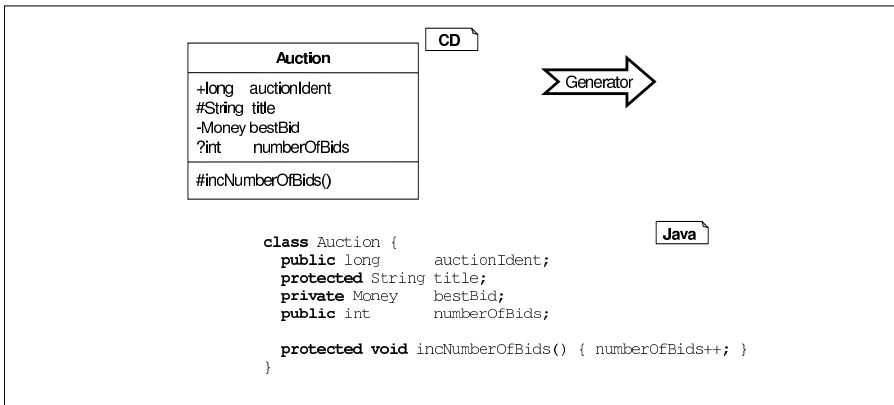 CD
Auction
+long auctionIdent
#String title
-Money bestBid
?int numberOfBids
#incNumberOfBids()
Generator
Java
class Auction {
public long auctionIdent;
protected String title;
private Money bestBid;
public int numberOfBids;
protected void incNumberOfBids() { numberOfBids++; }
}